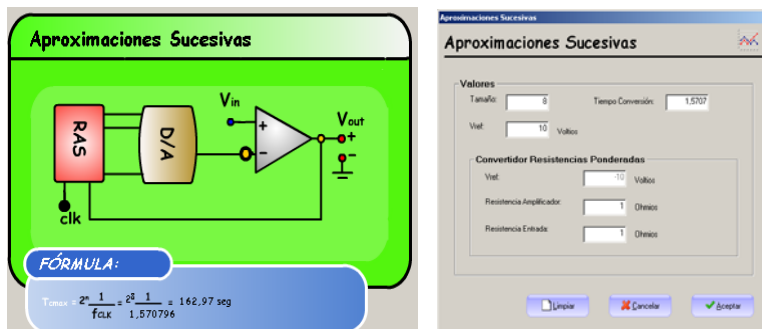 Aproximaciones Sucesivas
V in
V out
+
-
+
-
RAS
D/A
clk
FÓRMULA:
Tcmax = 2ⁿ 1/fCLK = 2⁸ 1/1,570796 = 162,97 seg
Aproximaciones Sucesivas
Aproximaciones Sucesivas
Valores
Tamaño: 8 Tiempo Conversión: 1,5707
Vref: 10 Voltios
Convertidor Resistencias Ponderadas
Vref: -10 Voltios
Resistencia Amplificador: 1 Ohmios
Resistencia Entrada: 1 Ohmios
Limpiar Cancelar Aceptar